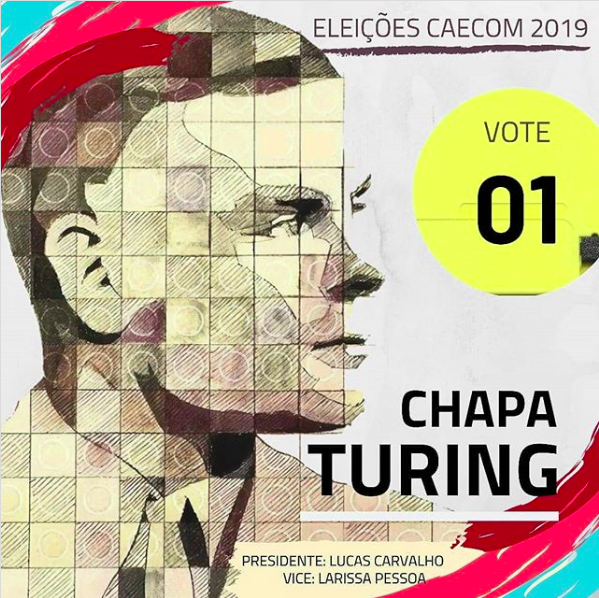 ELEIÇÕES CAECOM 2019
VOTE
01
CHAPA
TURING
PRESIDENTE: LUCAS CARVALHO
VICE: LARISSA PESSOA